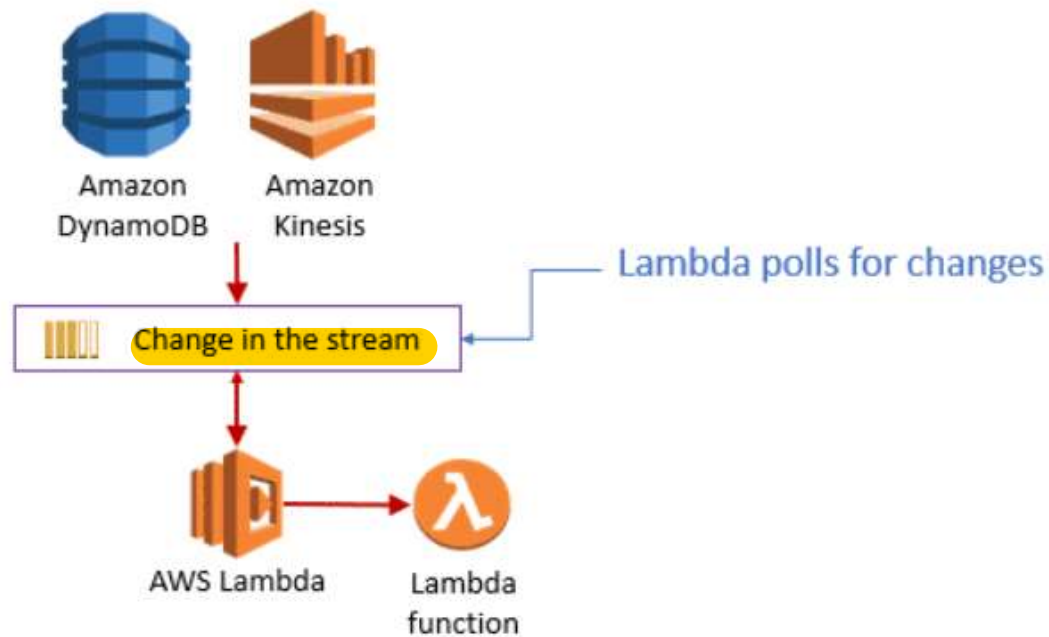 Amazon
DynamoDB
Amazon
Kinesis
Lambda polls for changes
Change in the stream
AWS Lambda
Lambda
function